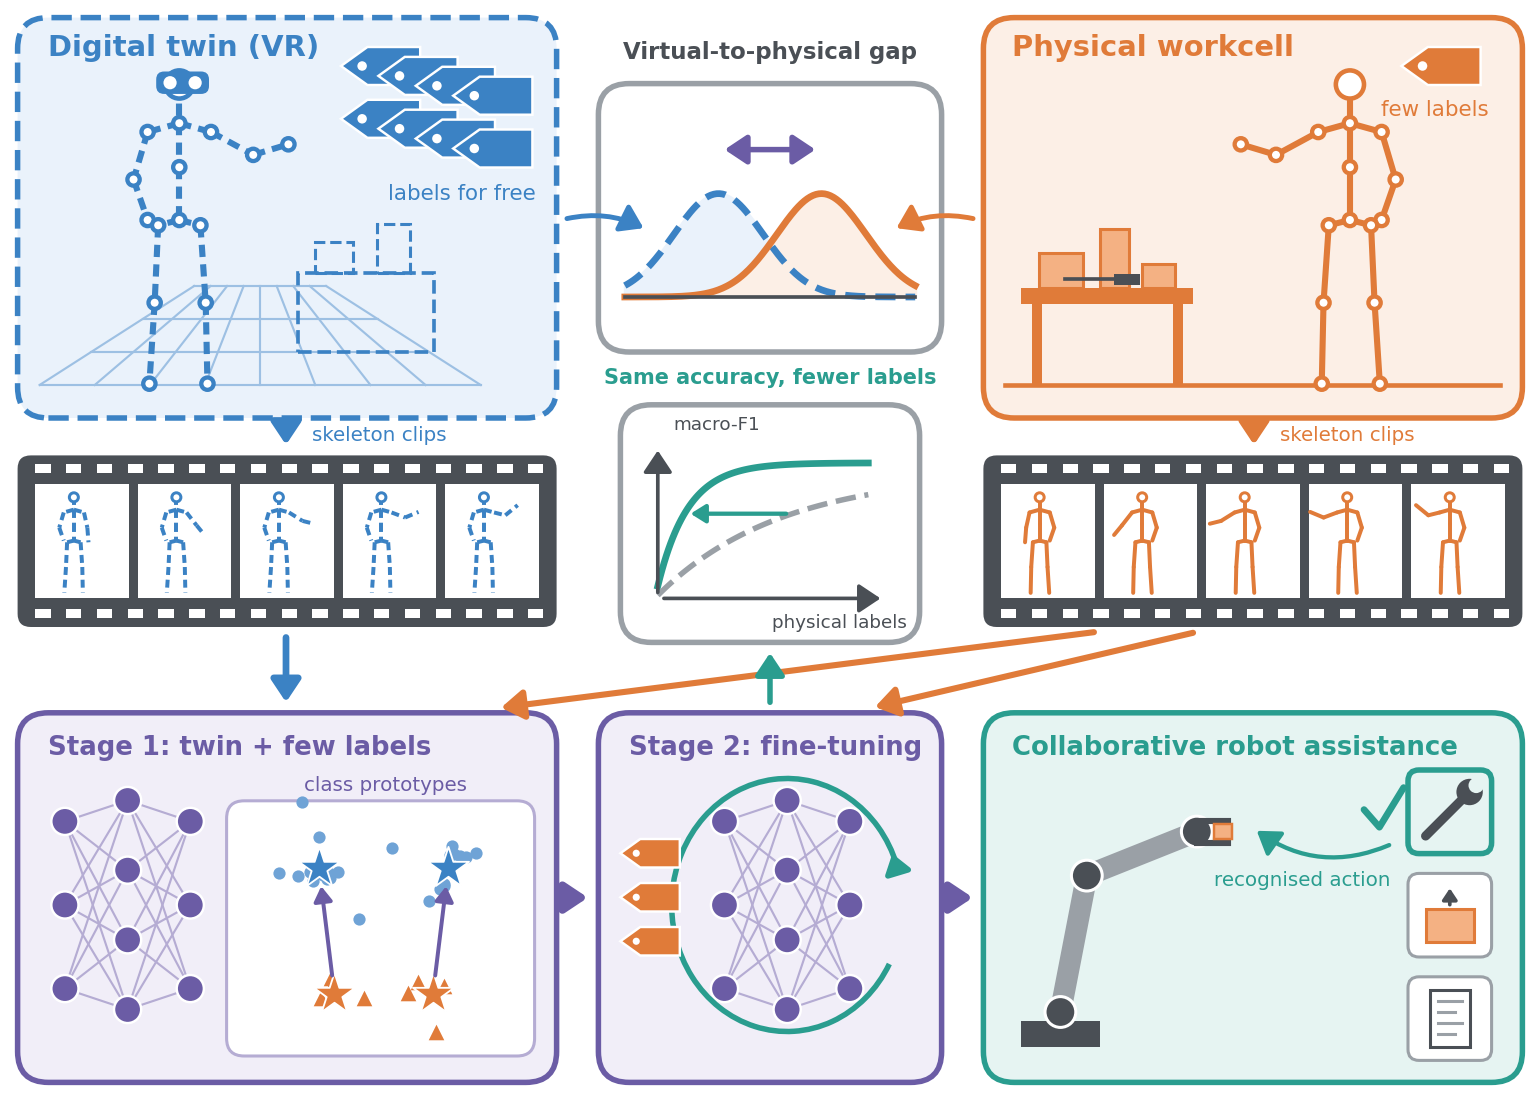 Digital twin (VR)
labels for free
Virtual-to-physical gap
Physical workcell
few labels
Same accuracy, fewer labels
macro-F1
physical labels
skeleton clips
skeleton clips
Stage 1: twin + few labels
class prototypes
Stage 2: fine-tuning
Collaborative robot assistance
recognised action